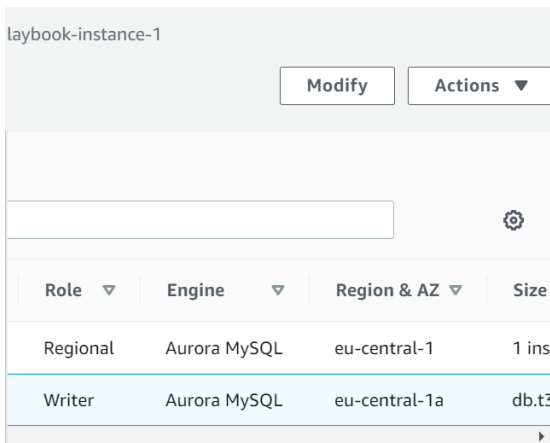 laybook-instance-1
Modify Actions
Role Engine Region & AZ Size
Regional Aurora MySQL eu-central-1 1 ins
Writer Aurora MySQL eu-central-1a db.t3